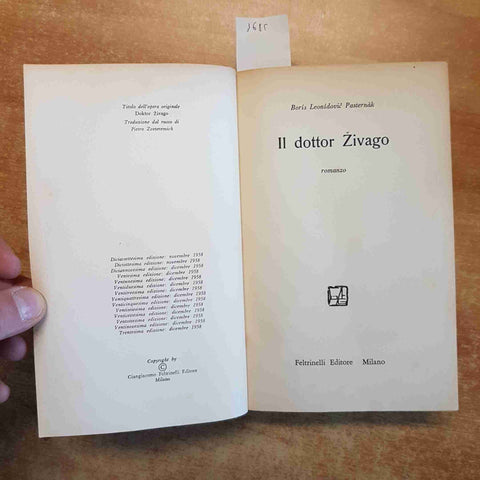 1685
Titolo dell'opera originale
Doktor Živago
Traduzione dal russo di
Pietro Zveteremich
Diciassettesima edizione: novembre 1958
Diciottesima edizione: novembre 1958
Diciannovesima edizione: dicembre 1958
Ventesima edizione: dicembre 1958
Ventunesima edizione: dicembre 1958
Ventiduesima edizione: dicembre 1958
Ventitreesima edizione: dicembre 1958
Ventiquattresima edizione: dicembre 1958
Venticinquesima edizione: dicembre 1958
Ventiseiesima edizione: dicembre 1958
Ventisettesima edizione: dicembre 1958
Ventottesima edizione: dicembre 1958
Ventinovesima edizione: dicembre 1958
Trentesima edizione: dicembre 1958
Copyright by
©
Giangiacomo Feltrinelli Editore
Milano
Boris Leonidovič Pasternàk
Il dottor Živago
romanzo
Feltrinelli Editore Milano